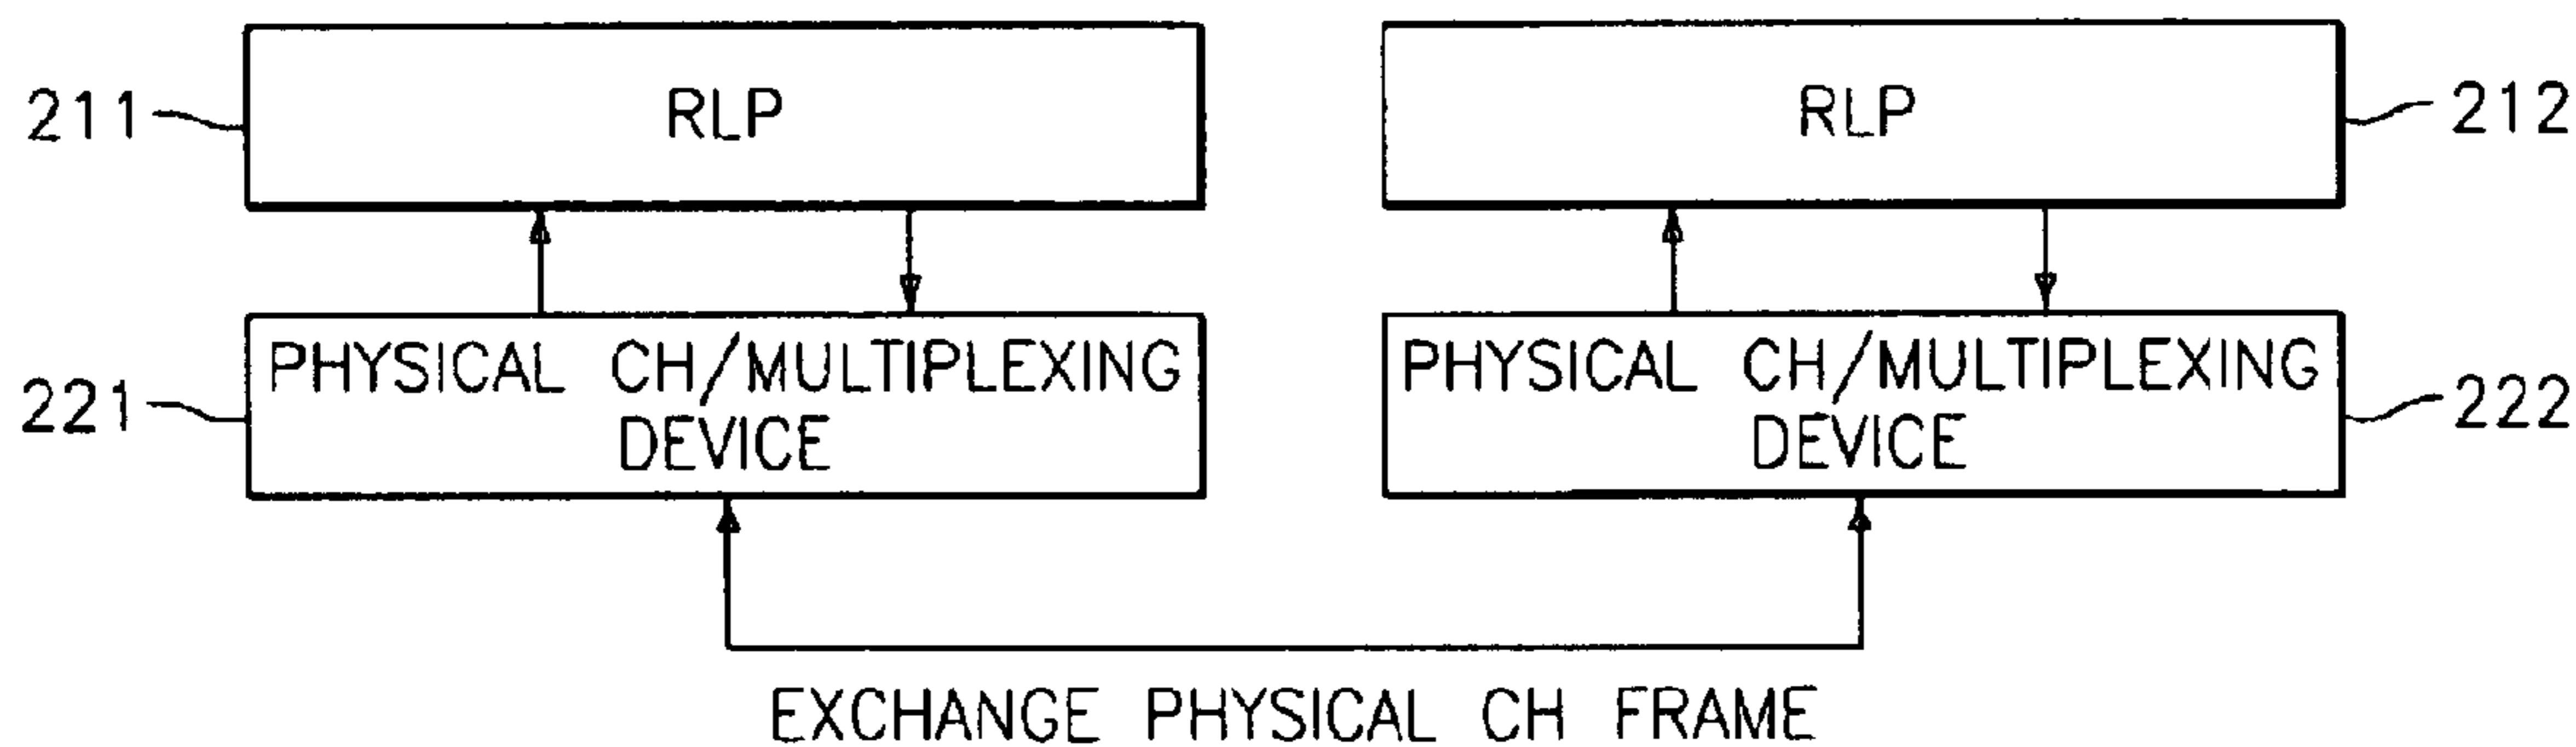 211
RLP
RLP
212
221
PHYSICAL CH/MULTIPLEXING
DEVICE
PHYSICAL CH/MULTIPLEXING
DEVICE
222
EXCHANGE PHYSICAL CH FRAME